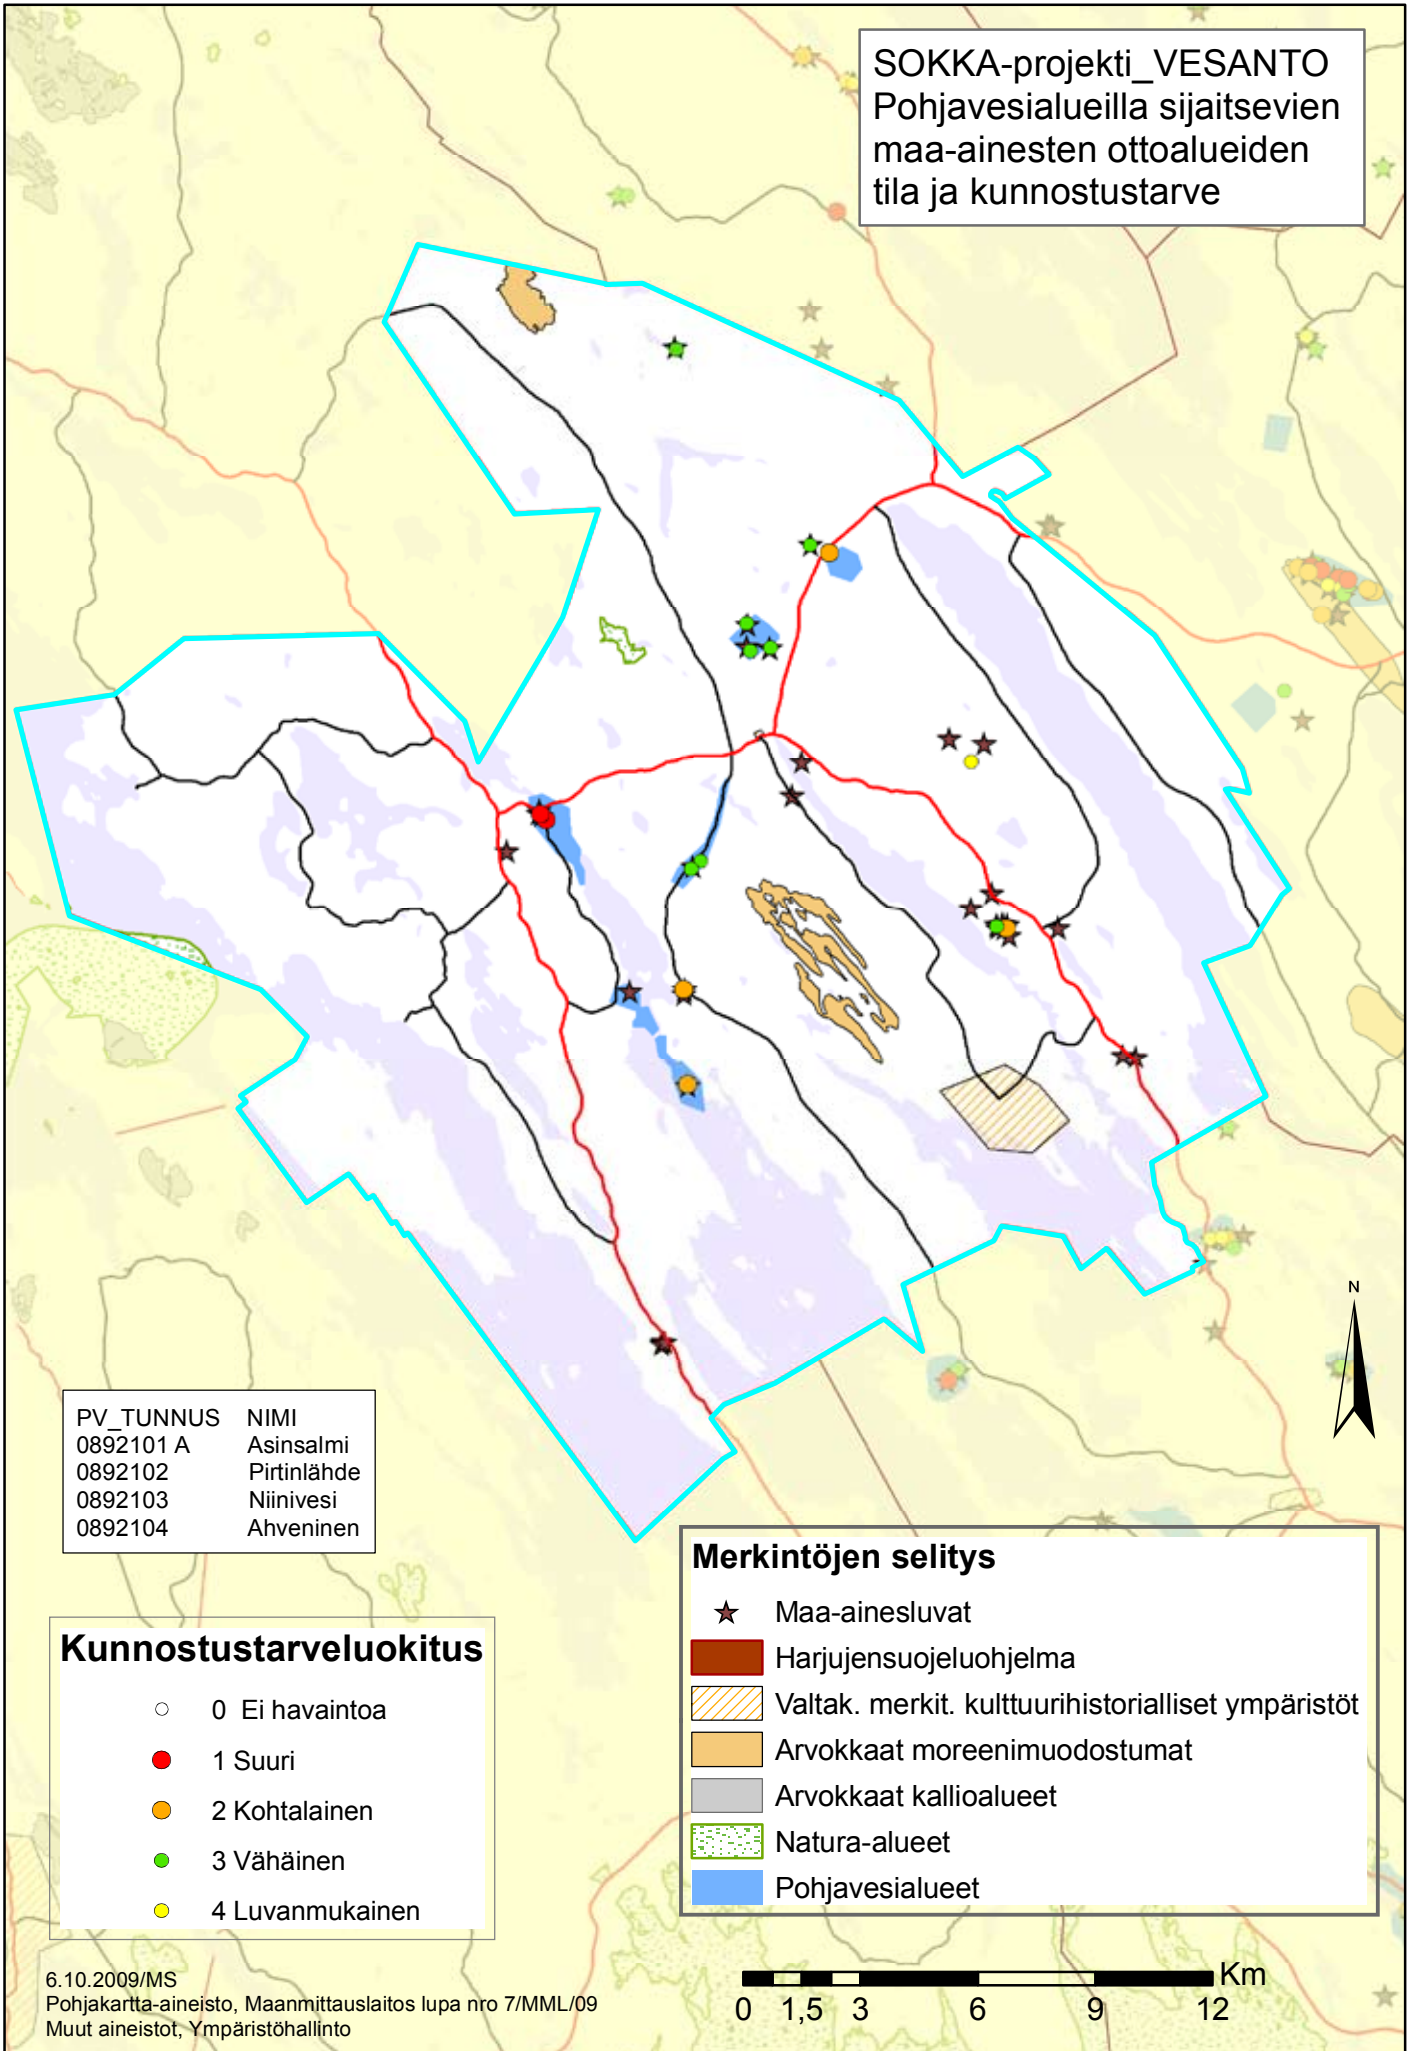 SOKKA-projekti_VESANTO
Pohjavesialueilla sijaitsevien
maa-ainesten ottoalueiden
tila ja kunnostustarve
N
PV_TUNNUS NIMI
0892101 A Asinsalmi
0892102 Pirtinlähde
0892103 Niinivesi
0892104 Ahveninen
Kunnostustarveluokitus
0 Ei havaintoa
1 Suuri
2 Kohtalainen
3 Vähäinen
4 Luvanmukainen
Merkintöjen selitys
Maa-ainesluvat
Harjujensuojeluohjelma
Valtak. merkit. kulttuurihistorialliset ympäristöt
Arvokkaat moreenimuodostumat
Arvokkaat kallioalueet
Natura-alueet
Pohjavesialueet
6.10.2009/MS
Pohjakartta-aineisto, Maanmittauslaitos lupa nro 7/MML/09
Muut aineistot, Ympäristöhallinto
Km
0 1,5 3 6 9 12